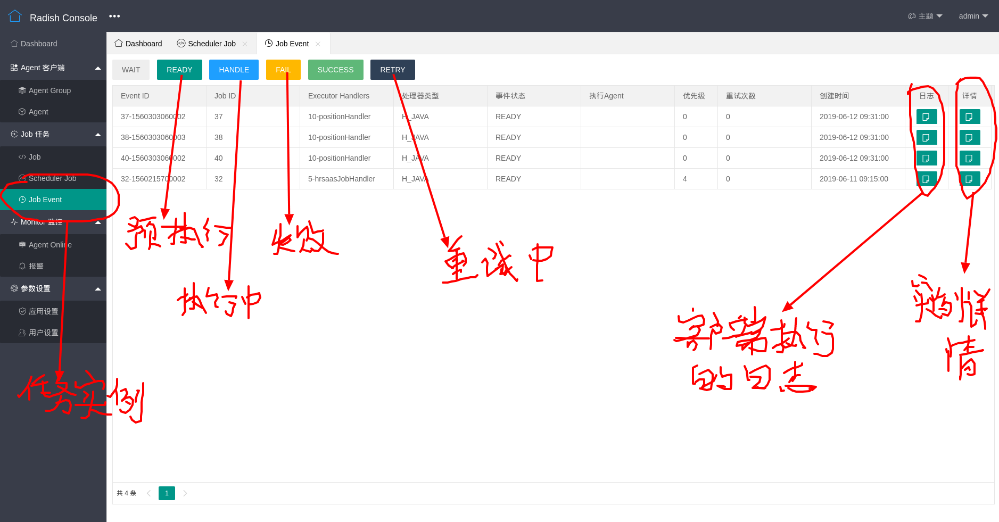 Radish Console •••
主题
admin
Dashboard
Agent 客户端
Agent Group
Agent
Job 任务
Job
Scheduler Job
Job Event
Monitor 监控
Agent Online
报警
参数设置
应用设置
用户设置
Dashboard Scheduler Job Job Event
WAIT READY HANDLE FAIL SUCCESS RETRY
Event ID Job ID Executor Handlers 处理器类型 事件状态 执行Agent 优先级 重试次数 创建时间 日志 详情
37-1560303060002 37 10-positionHandler H_JAVA READY 0 0 2019-06-12 09:31:00
38-1560303060003 38 10-positionHandler H_JAVA READY 0 0 2019-06-12 09:31:00
40-1560303060002 40 10-positionHandler H_JAVA READY 0 0 2019-06-12 09:31:00
32-1560215700002 32 5-hrsaasJobHandler H_JAVA READY 4 0 2019-06-11 09:15:00
预执行
失效
重试中
执行中
客户端执行
的日志
情
任务实例
共 4 条 1